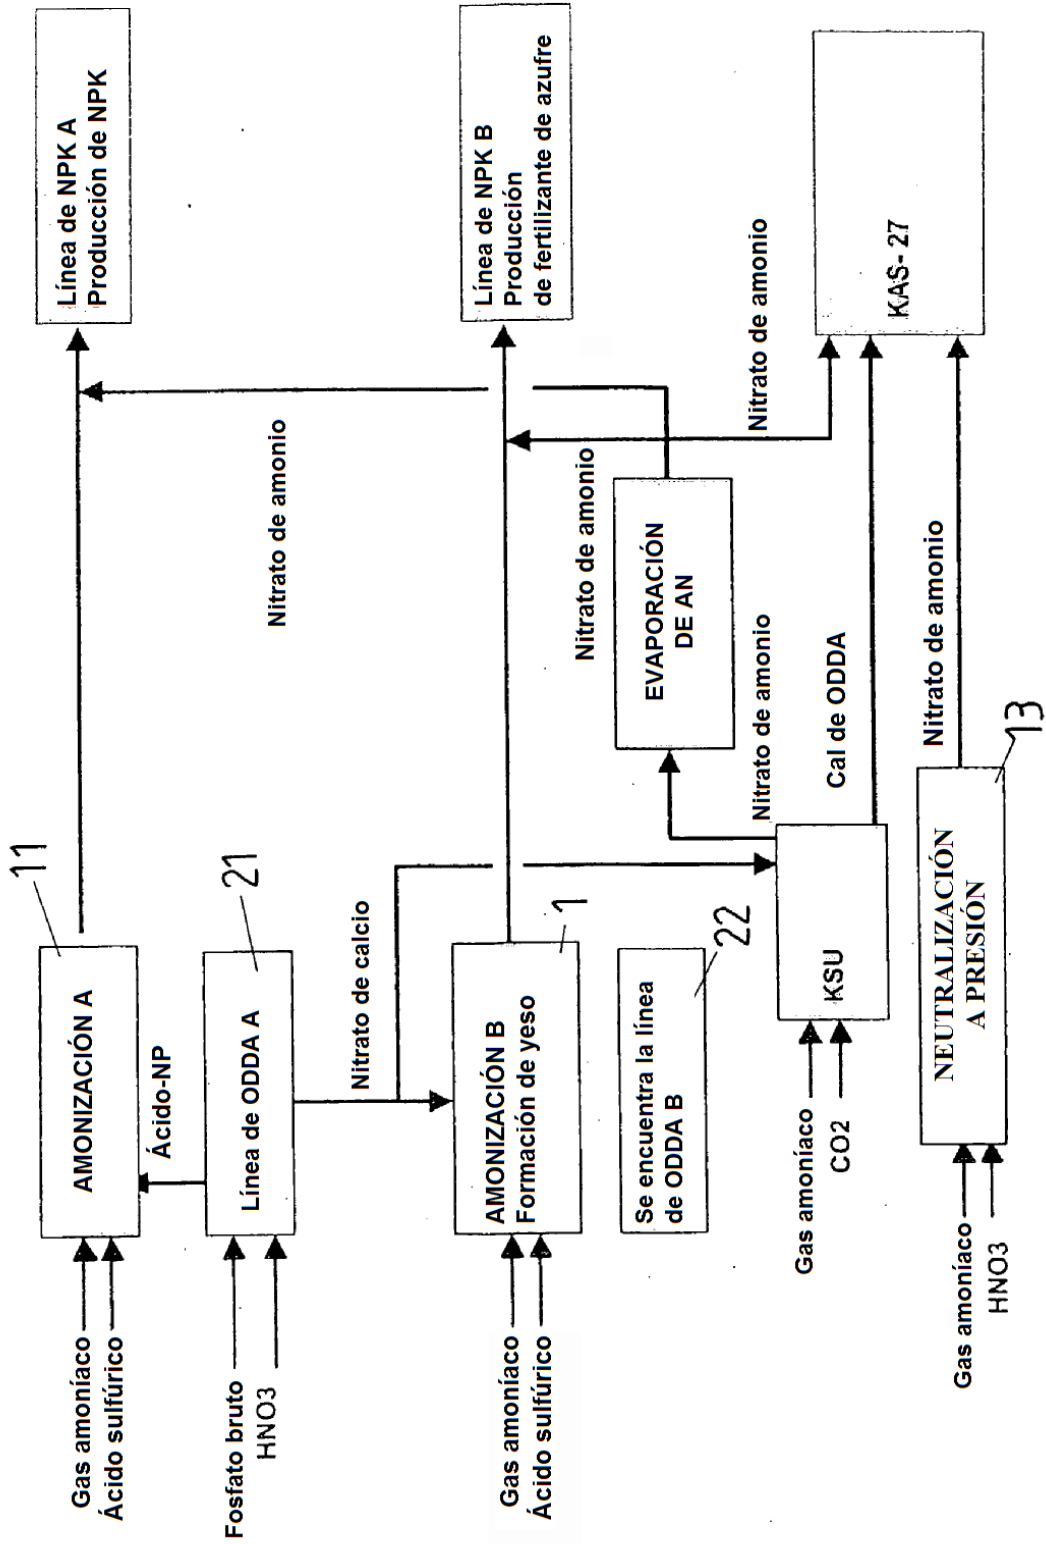 Gas amoníaco
Ácido sulfúrico
AMONIZACIÓN A
11
Línea de NPK A
Producción de NPK
Ácido-NP
Fosfato bruto
HNO3
Línea de ODDA A
21
Nitrato de amonio
Nitrato de calcio
Gas amoníaco
Ácido sulfúrico
AMONIZACIÓN B
Formación de yeso
1
Línea de NPK B
Producción
de fertilizante de azufre
Se encuentra la línea
de ODDA B
22
Nitrato de amonio
EVAPORACIÓN
DE AN
Nitrato de amonio
Nitrato de amonio
Gas amoníaco
CO2
KSU
Cal de ODDA
KAS-27
Gas amoníaco
HNO3
NEUTRALIZACIÓN
A PRESIÓN
13
Nitrato de amonio